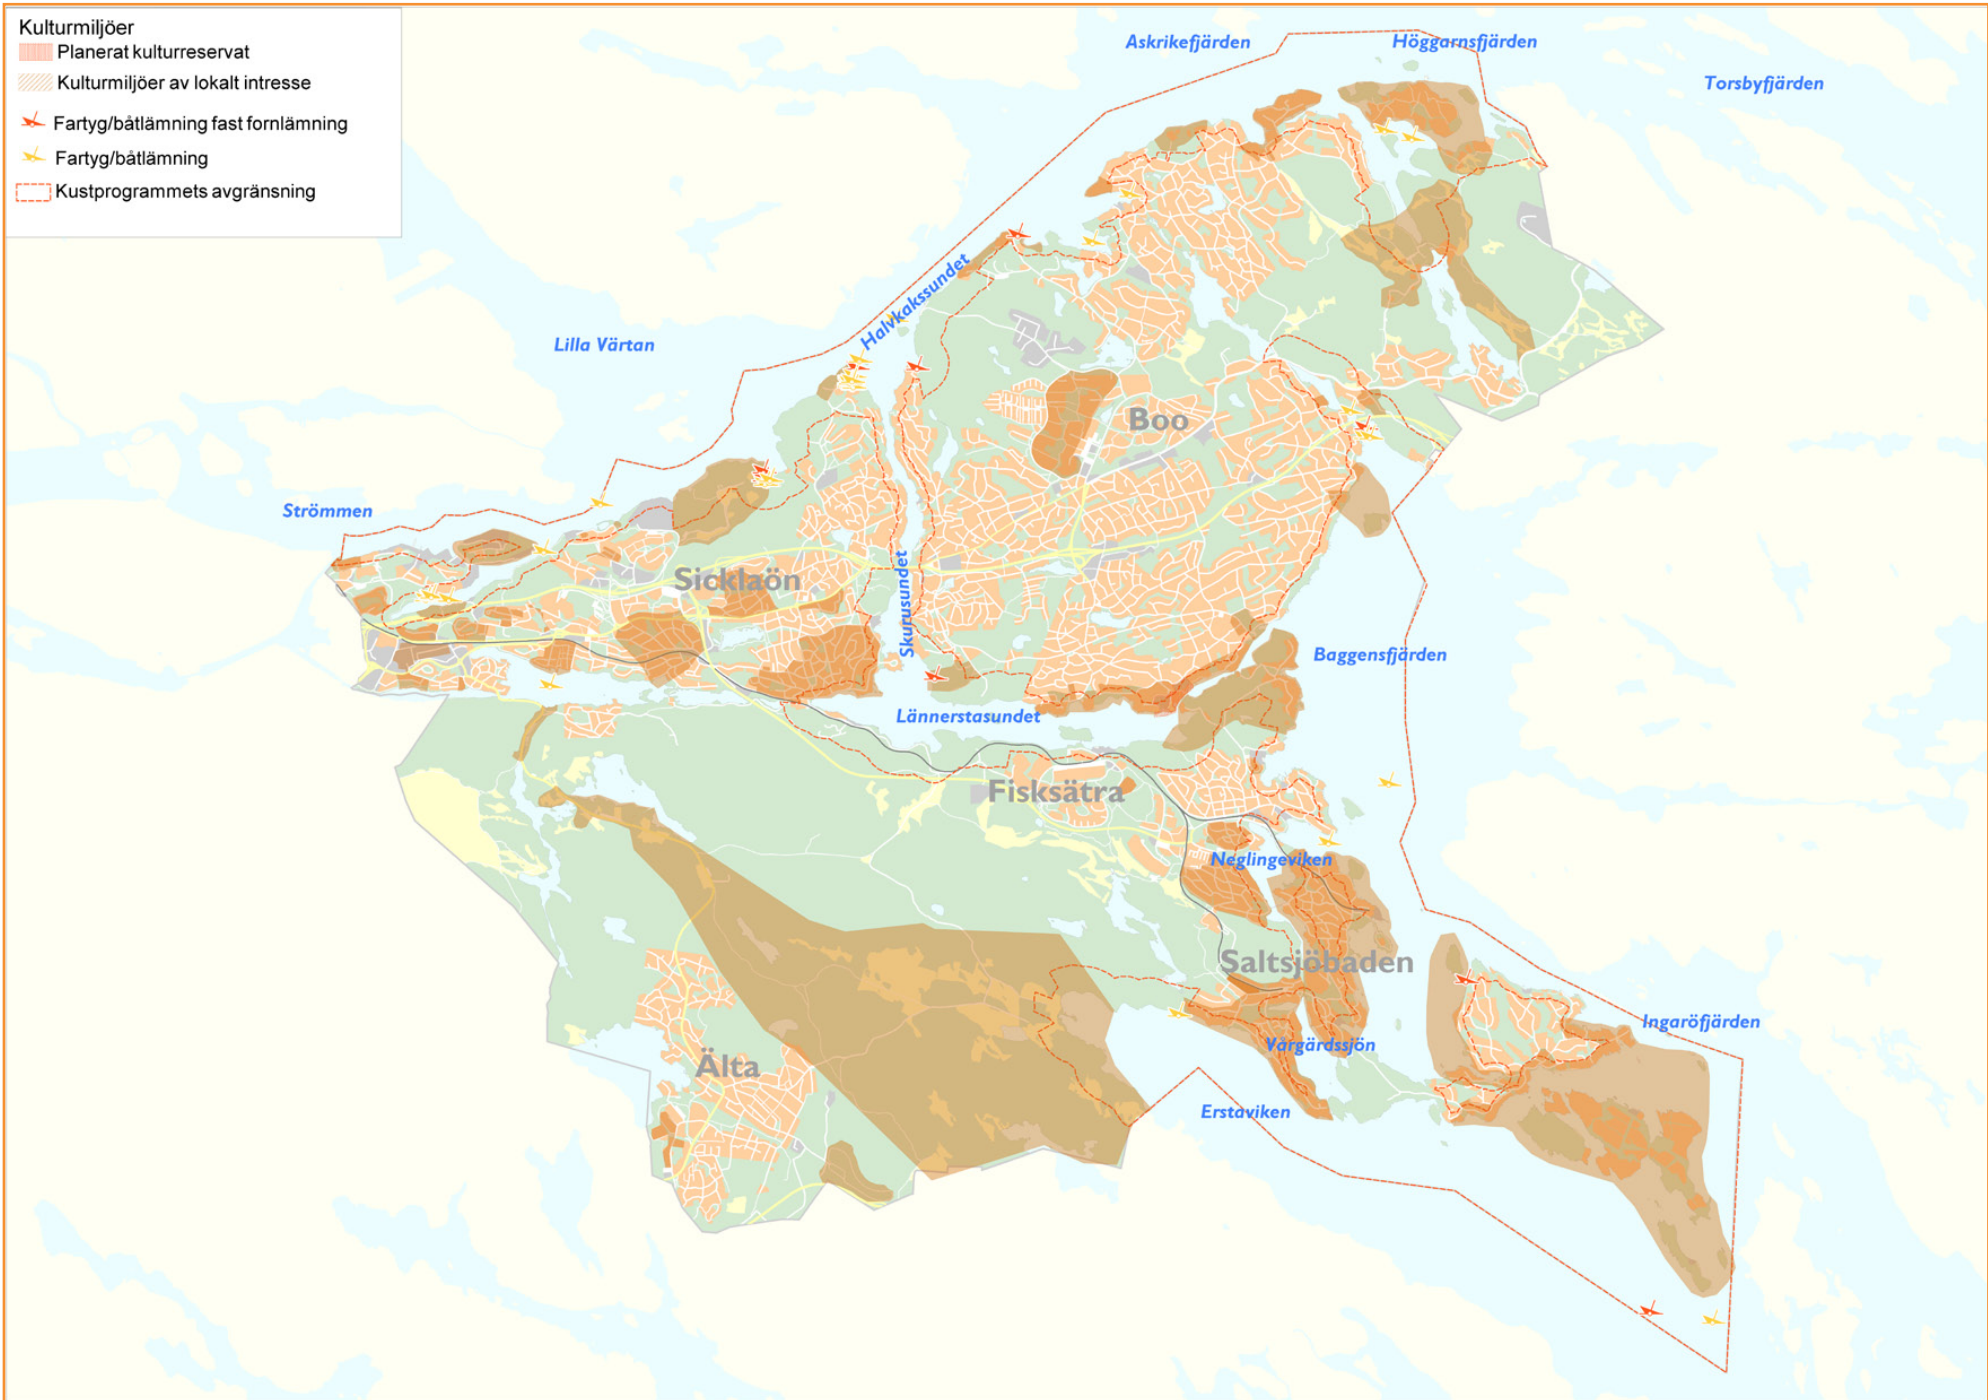 Kulturmiljöer
Planerat kulturreservat
Kulturmiljöer av lokalt intresse
Fartyg/båtlämning fast fornlämning
Fartyg/båtlämning
Kustprogrammets avgränsning
Askrikefjärden
Höggarnsfjärden
Torsbyfjärden
Halvkakssundet
Lilla Värtan
Boo
Strömmen
Sicklaön
Skurusundet
Baggensfjärden
Lännerstasundet
Fisksätra
Neglingeviken
Saltsjöbaden
Ingaröfjärden
Vårgärdssjön
Älta
Erstaviken